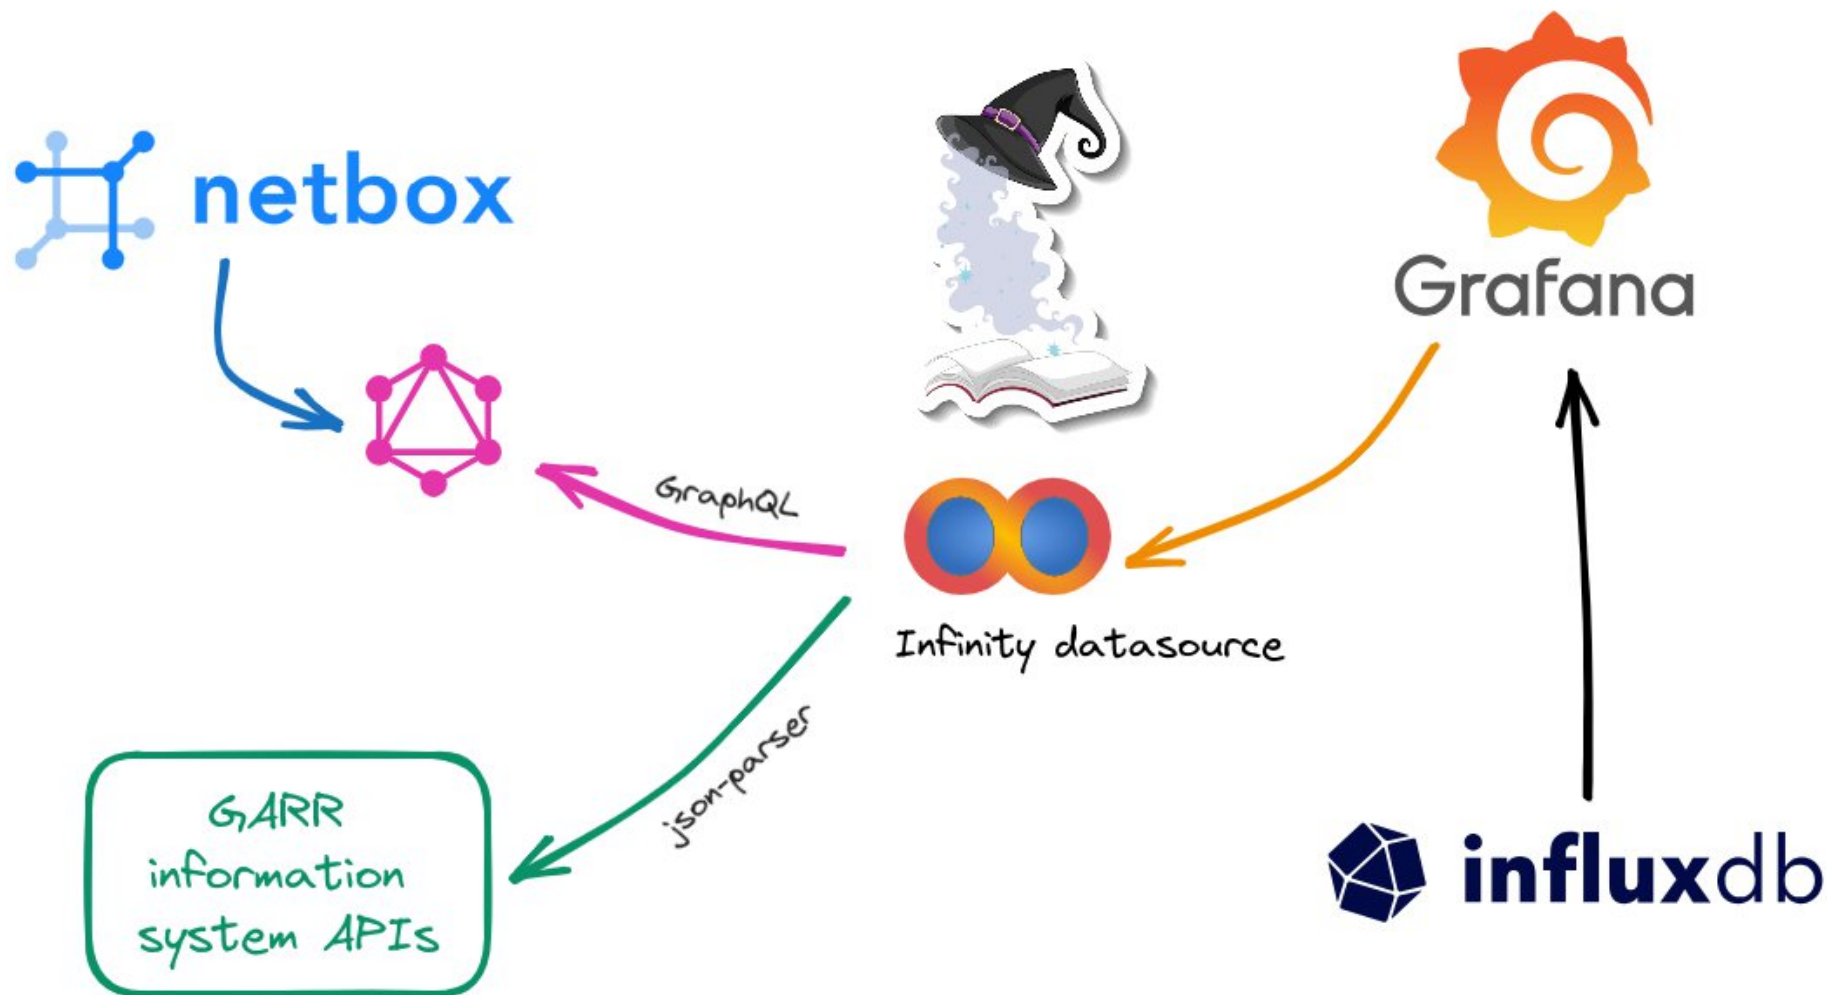 netbox
Grafana
GraphQL
Infinity datasource
json-parser
GARR
information
system APIs
influxdb